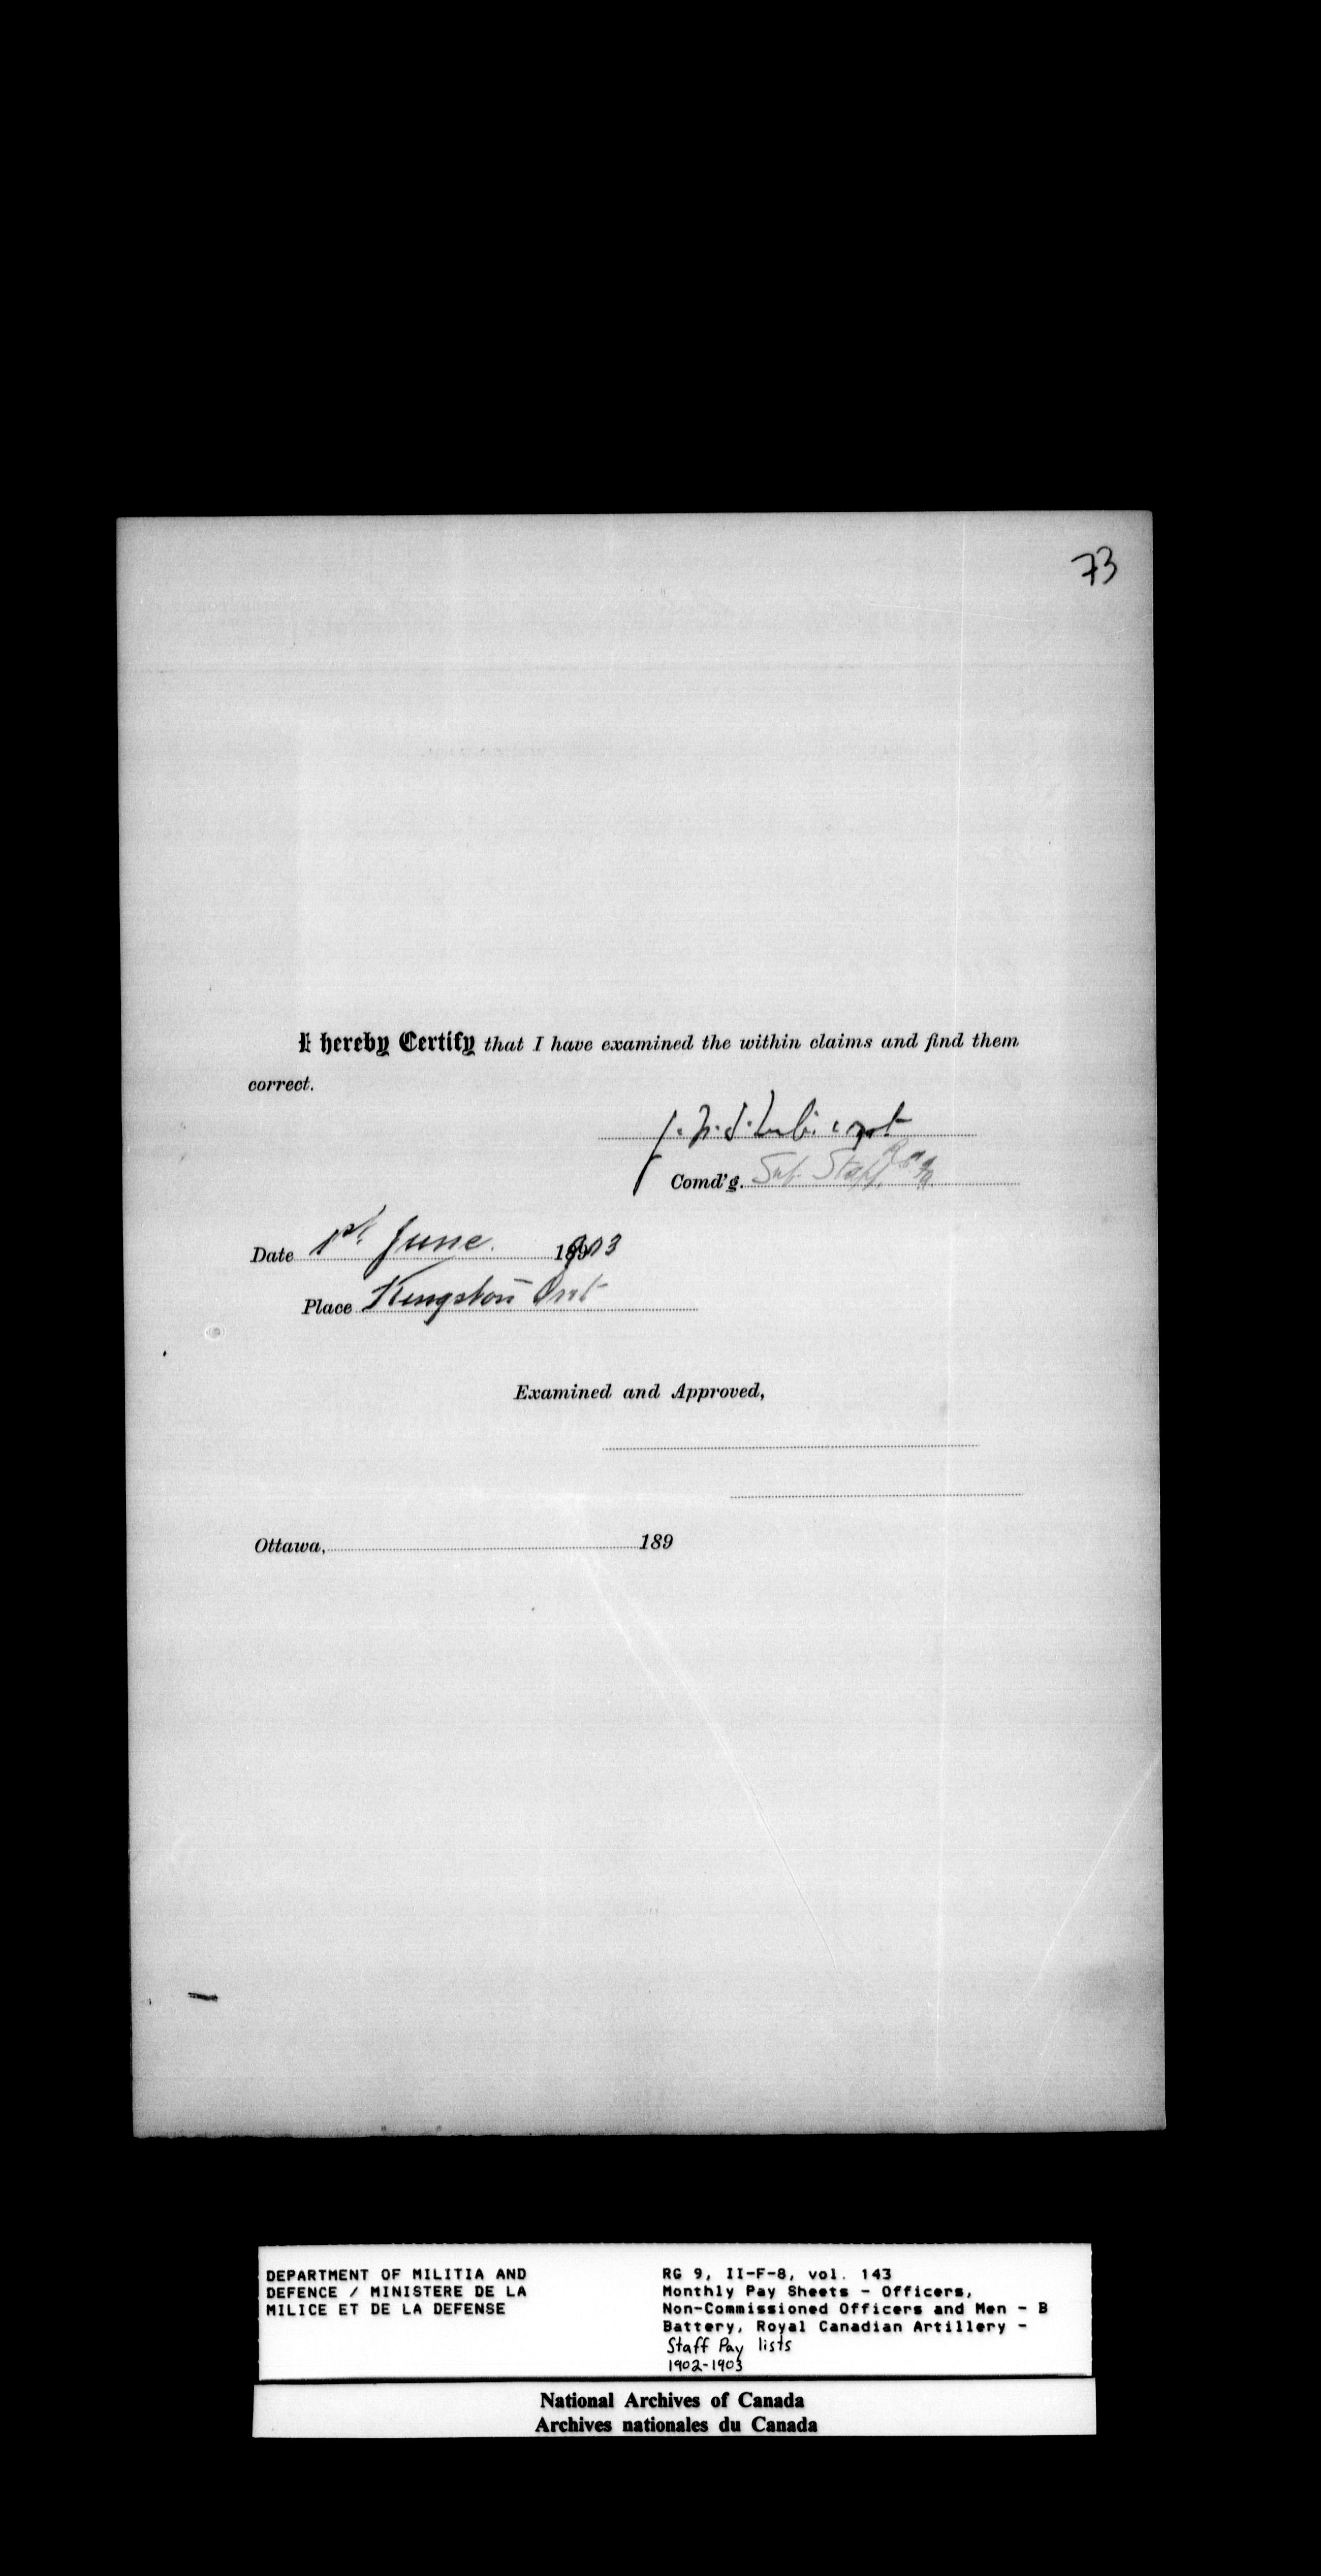 73
I hereby Certify that I have examined the within claims and find them
correct.
Comd'g. Staff
Date 1st June. 1903
Place Kingston Ont
Examined and Approved,
Ottawa, 189
DEPARTMENT OF MILITIA AND
DEFENCE / MINISTERE DE LA
MILICE ET DE LA DEFENSE
RG 9, II-F-8, vol. 143
Monthly Pay Sheets - Officers,
Non-Commissioned Officers and Men - B
Battery, Royal Canadian Artillery -
Staff Pay lists
1902-1903
National Archives of Canada
Archives nationales du Canada